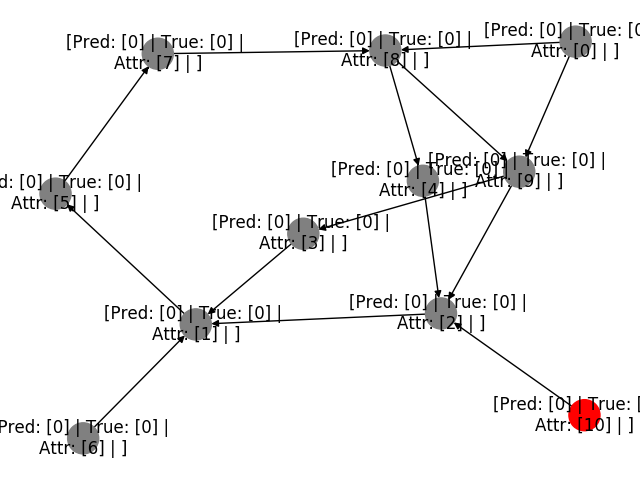 [Pred: [0] | True: [0] |
Attr: [7] | ]
[Pred: [0] | True: [0] |
Attr: [8] | ]
[Pred: [0] | True: [0
Attr: [0] | ]
d: [0] | True: [0] |
Attr: [5] | ]
[Pred: [0] | True: [0] |
Attr: [4] | ]
[Pred: [0] | True: [0] |
Attr: [9] | ]
[Pred: [0] | True: [0] |
Attr: [3] | ]
[Pred: [0] | True: [0] |
Attr: [1] | ]
[Pred: [0] | True: [0] |
Attr: [2] | ]
Pred: [0] | True: [0] |
Attr: [6] | ]
[Pred: [0] | True: [
Attr: [10] | ]